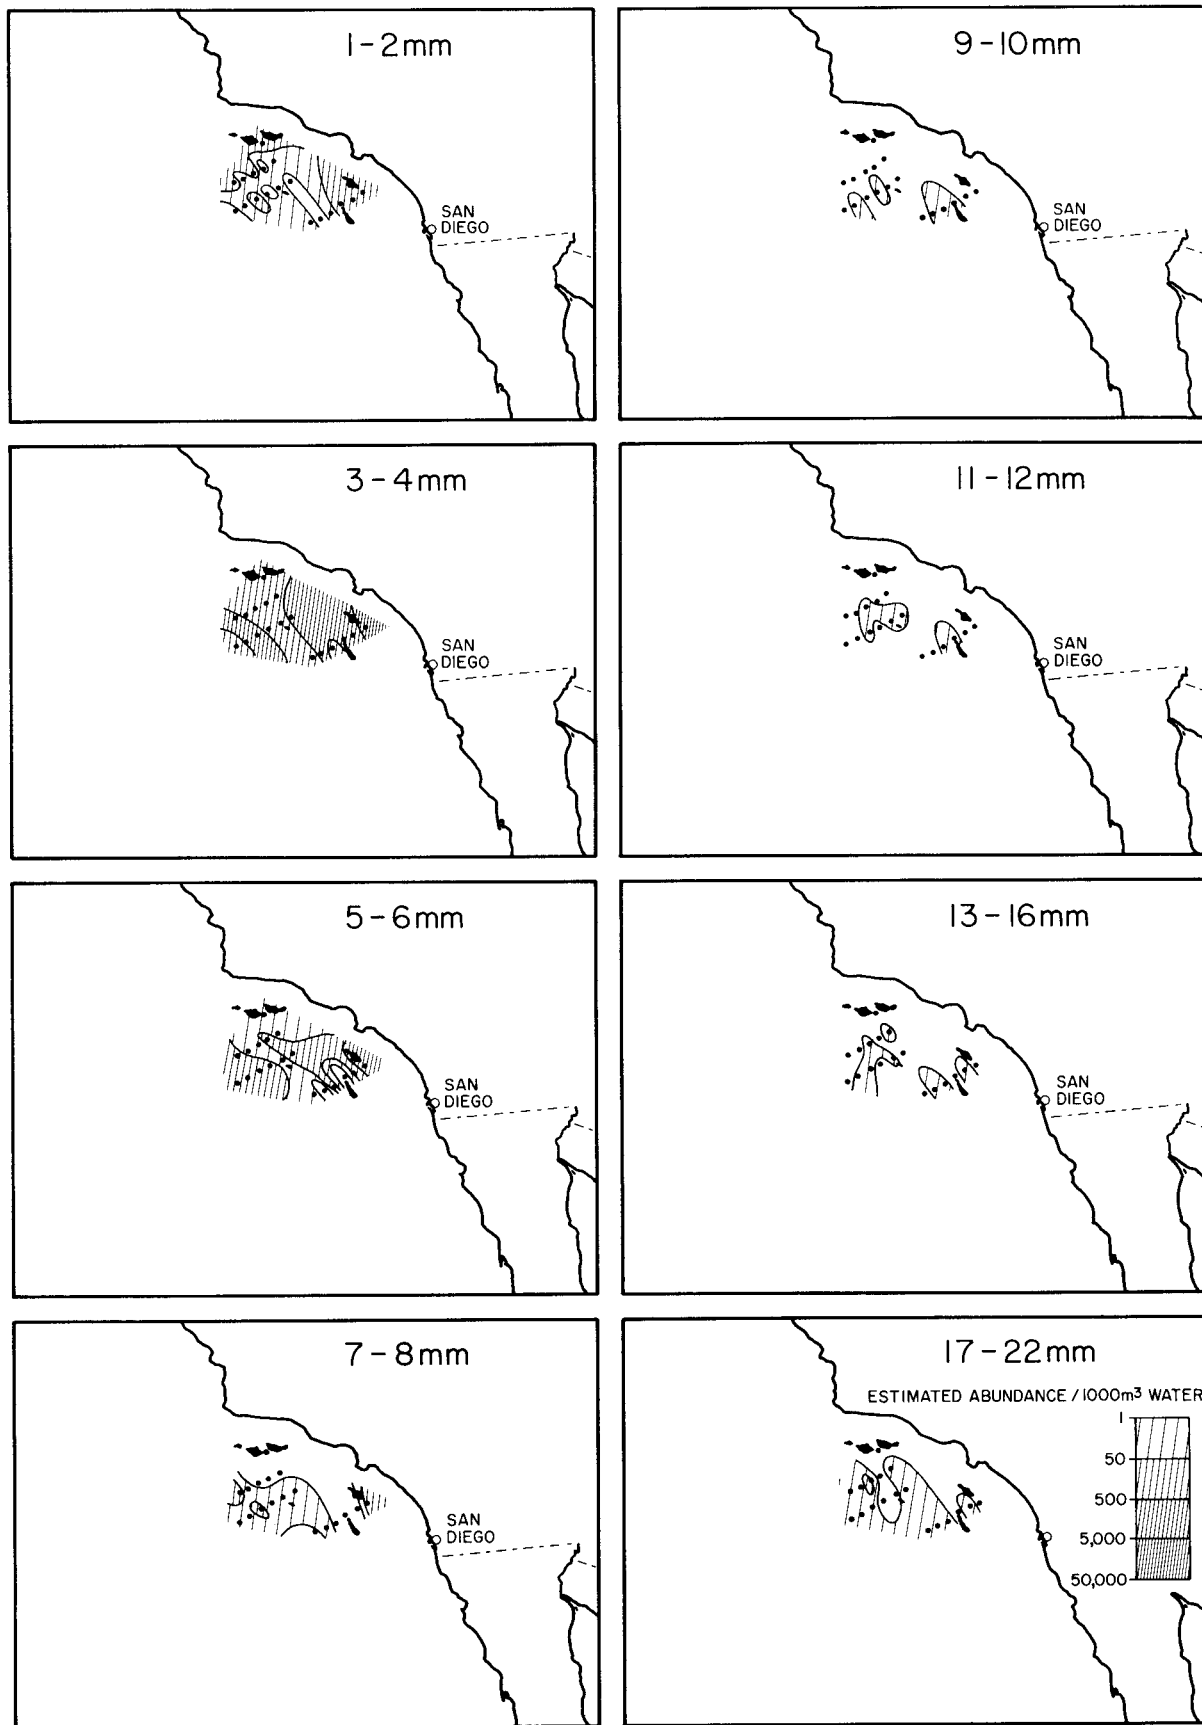 1-2mm
SAN
DIEGO
9-10mm
SAN
DIEGO
3-4mm
SAN
DIEGO
11-12mm
SAN
DIEGO
5-6mm
SAN
DIEGO
13-16mm
SAN
DIEGO
7-8mm
SAN
DIEGO
17-22mm
ESTIMATED ABUNDANCE / 1000m³ WATER
1
50
500
5,000
50,000